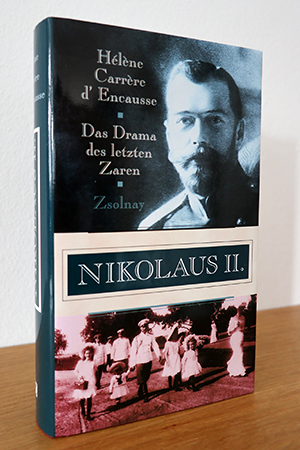 Hélène
Carrère
d' Encausse
Das Drama
des letzten
Zaren
Zsolnay
NIKOLAUS II.